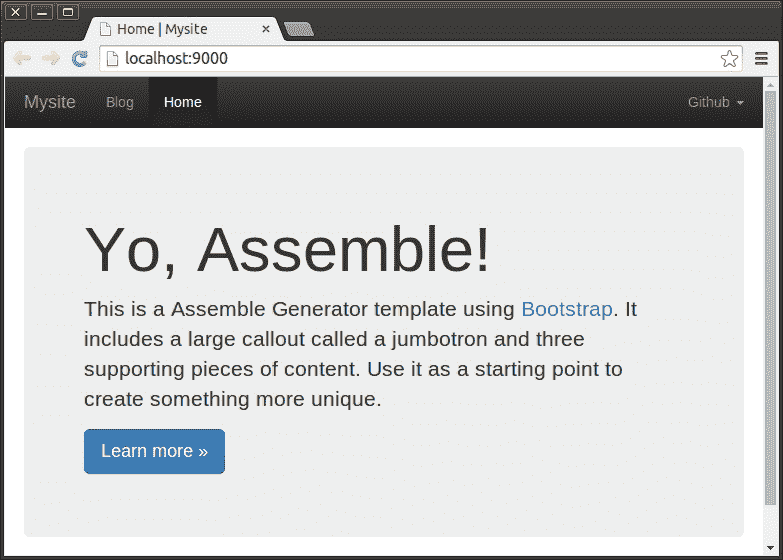 Home | Mysite
localhost:9000
Mysite Blog Home Github
Yo, Assemble!
This is a Assemble Generator template using Bootstrap. It
includes a large callout called a jumbotron and three
supporting pieces of content. Use it as a starting point to
create something more unique.
Learn more »